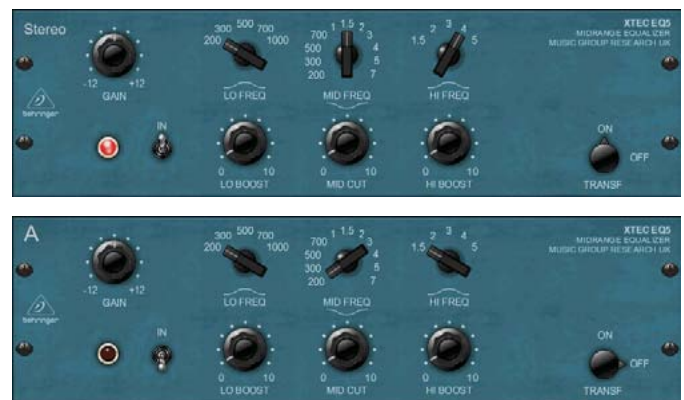 Stereo
XTEC EQ5
MIDRANGE EQUALIZER
MUSIC GROUP RESEARCH UK
200 300 500 700 1000
200 300 500 700 1 1.5 2 3 4 5 7
1.5 2 3 4 5
-12 +12
GAIN
LO FREQ
MID FREQ
HI FREQ
behringer
IN
ON
OFF
0 10
0 10
0 10
LO BOOST
MID CUT
HI BOOST
TRANSF
A
XTEC EQ5
MIDRANGE EQUALIZER
MUSIC GROUP RESEARCH UK
200 300 500 700 1000
200 300 500 700 1 1.5 2 3 4 5 7
1.5 2 3 4 5
-12 +12
GAIN
LO FREQ
MID FREQ
HI FREQ
behringer
IN
ON
OFF
0 10
0 10
0 10
LO BOOST
MID CUT
HI BOOST
TRANSF